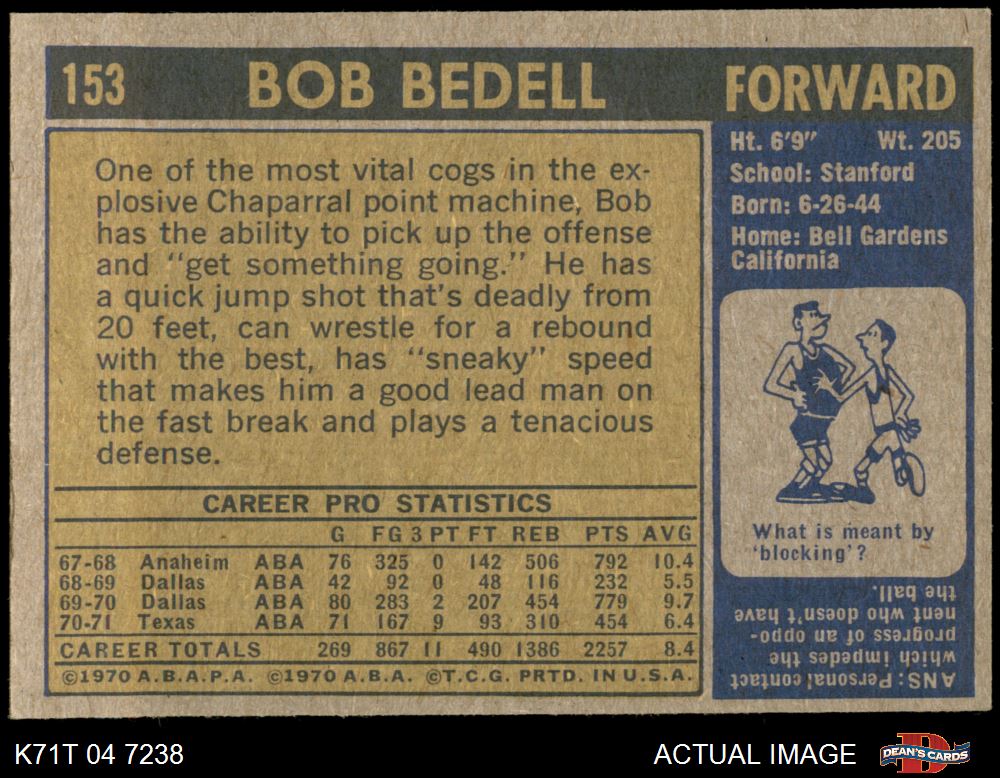 153 BOB BEDELL FORWARD
One of the most vital cogs in the ex-
plosive Chaparral point machine, Bob
has the ability to pick up the offense
and "get something going." He has
a quick jump shot that's deadly from
20 feet, can wrestle for a rebound
with the best, has "sneaky" speed
that makes him a good lead man on
the fast break and plays a tenacious
defense.
CAREER PRO STATISTICS
G FG 3 PT FT REB PTS AVG
67-68 Anaheim ABA 76 325 0 142 506 792 10.4
68-69 Dallas ABA 42 92 0 48 116 232 5.5
69-70 Dallas ABA 80 283 2 207 454 779 9.7
70-71 Texas ABA 71 167 9 93 310 454 6.4
CAREER TOTALS 269 867 11 490 1386 2257 8.4
©1970 A.B.A.P.A. ©1970 A.B.A. ©T.C.G. PRTD. IN U.S.A.
Ht. 6'9" Wt. 205
School: Stanford
Born: 6-26-44
Home: Bell Gardens
California
What is meant by
'blocking'?
ANS: Personal contact
which impedes the
progress of an oppo-
nent who doesn't have
the ball.
K71T 04 7238
ACTUAL IMAGE
DEAN'S CARDS